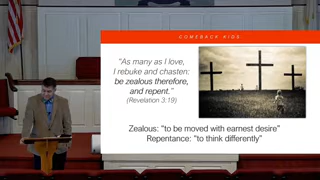 COMEBACK KIDS
"As many as I love,
I rebuke and chasten:
be zealous therefore,
and repent."
(Revelation 3:19)
Zealous: "to be moved with earnest desire"
Repentance: "to think differently"